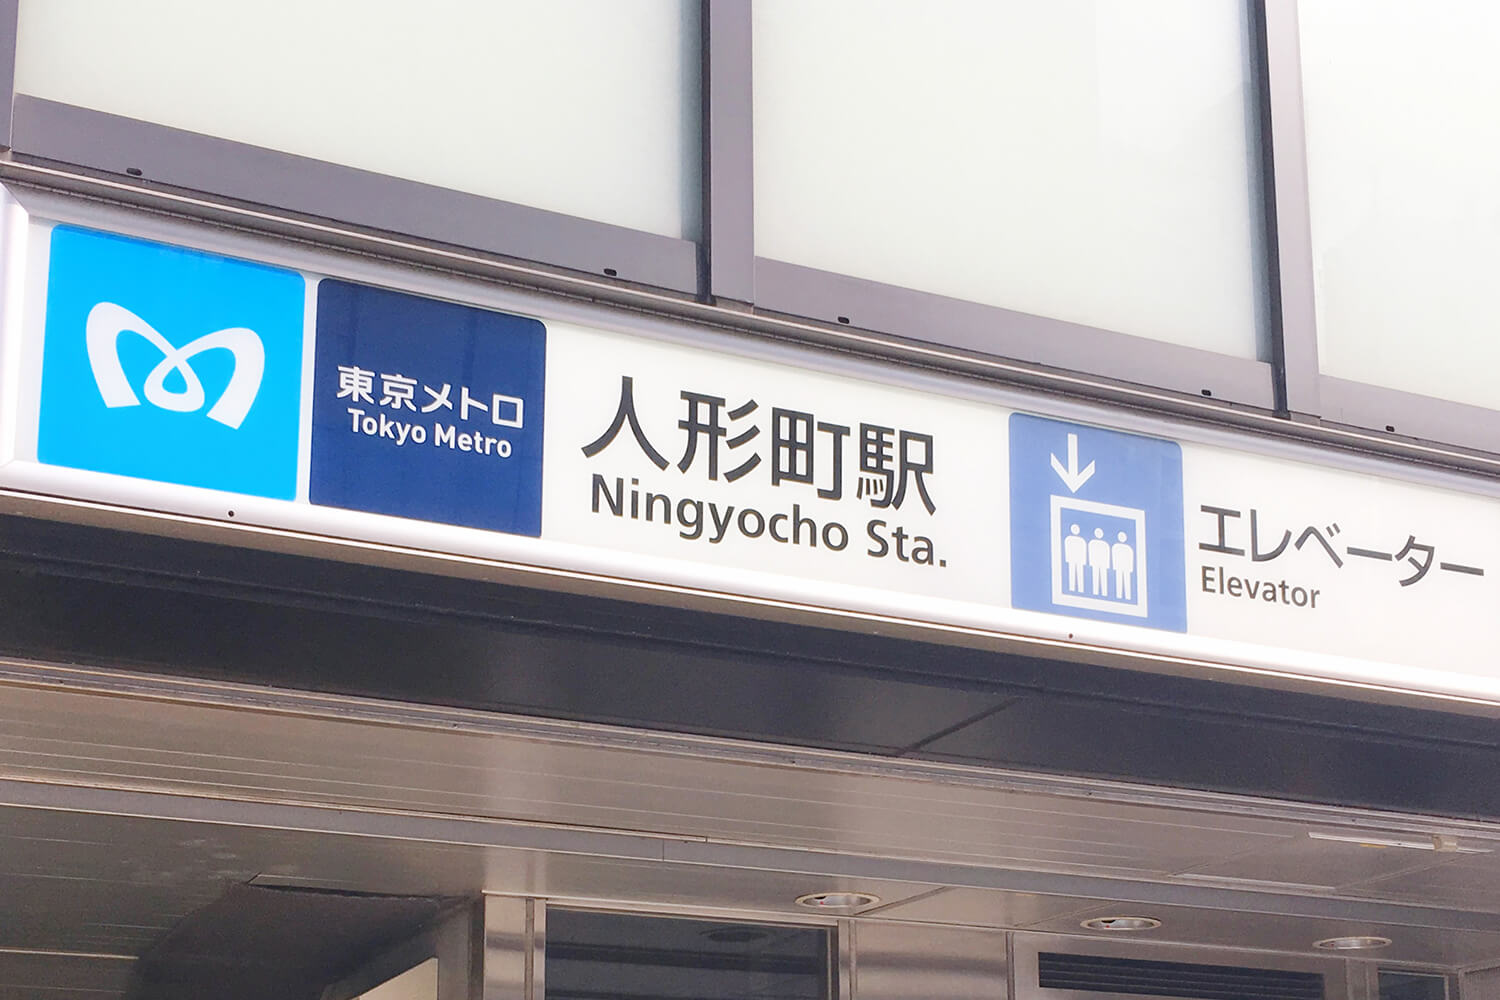 東京メトロ
Tokyo Metro
人形町駅
Ningyocho Sta.
エレベーター
Elevator